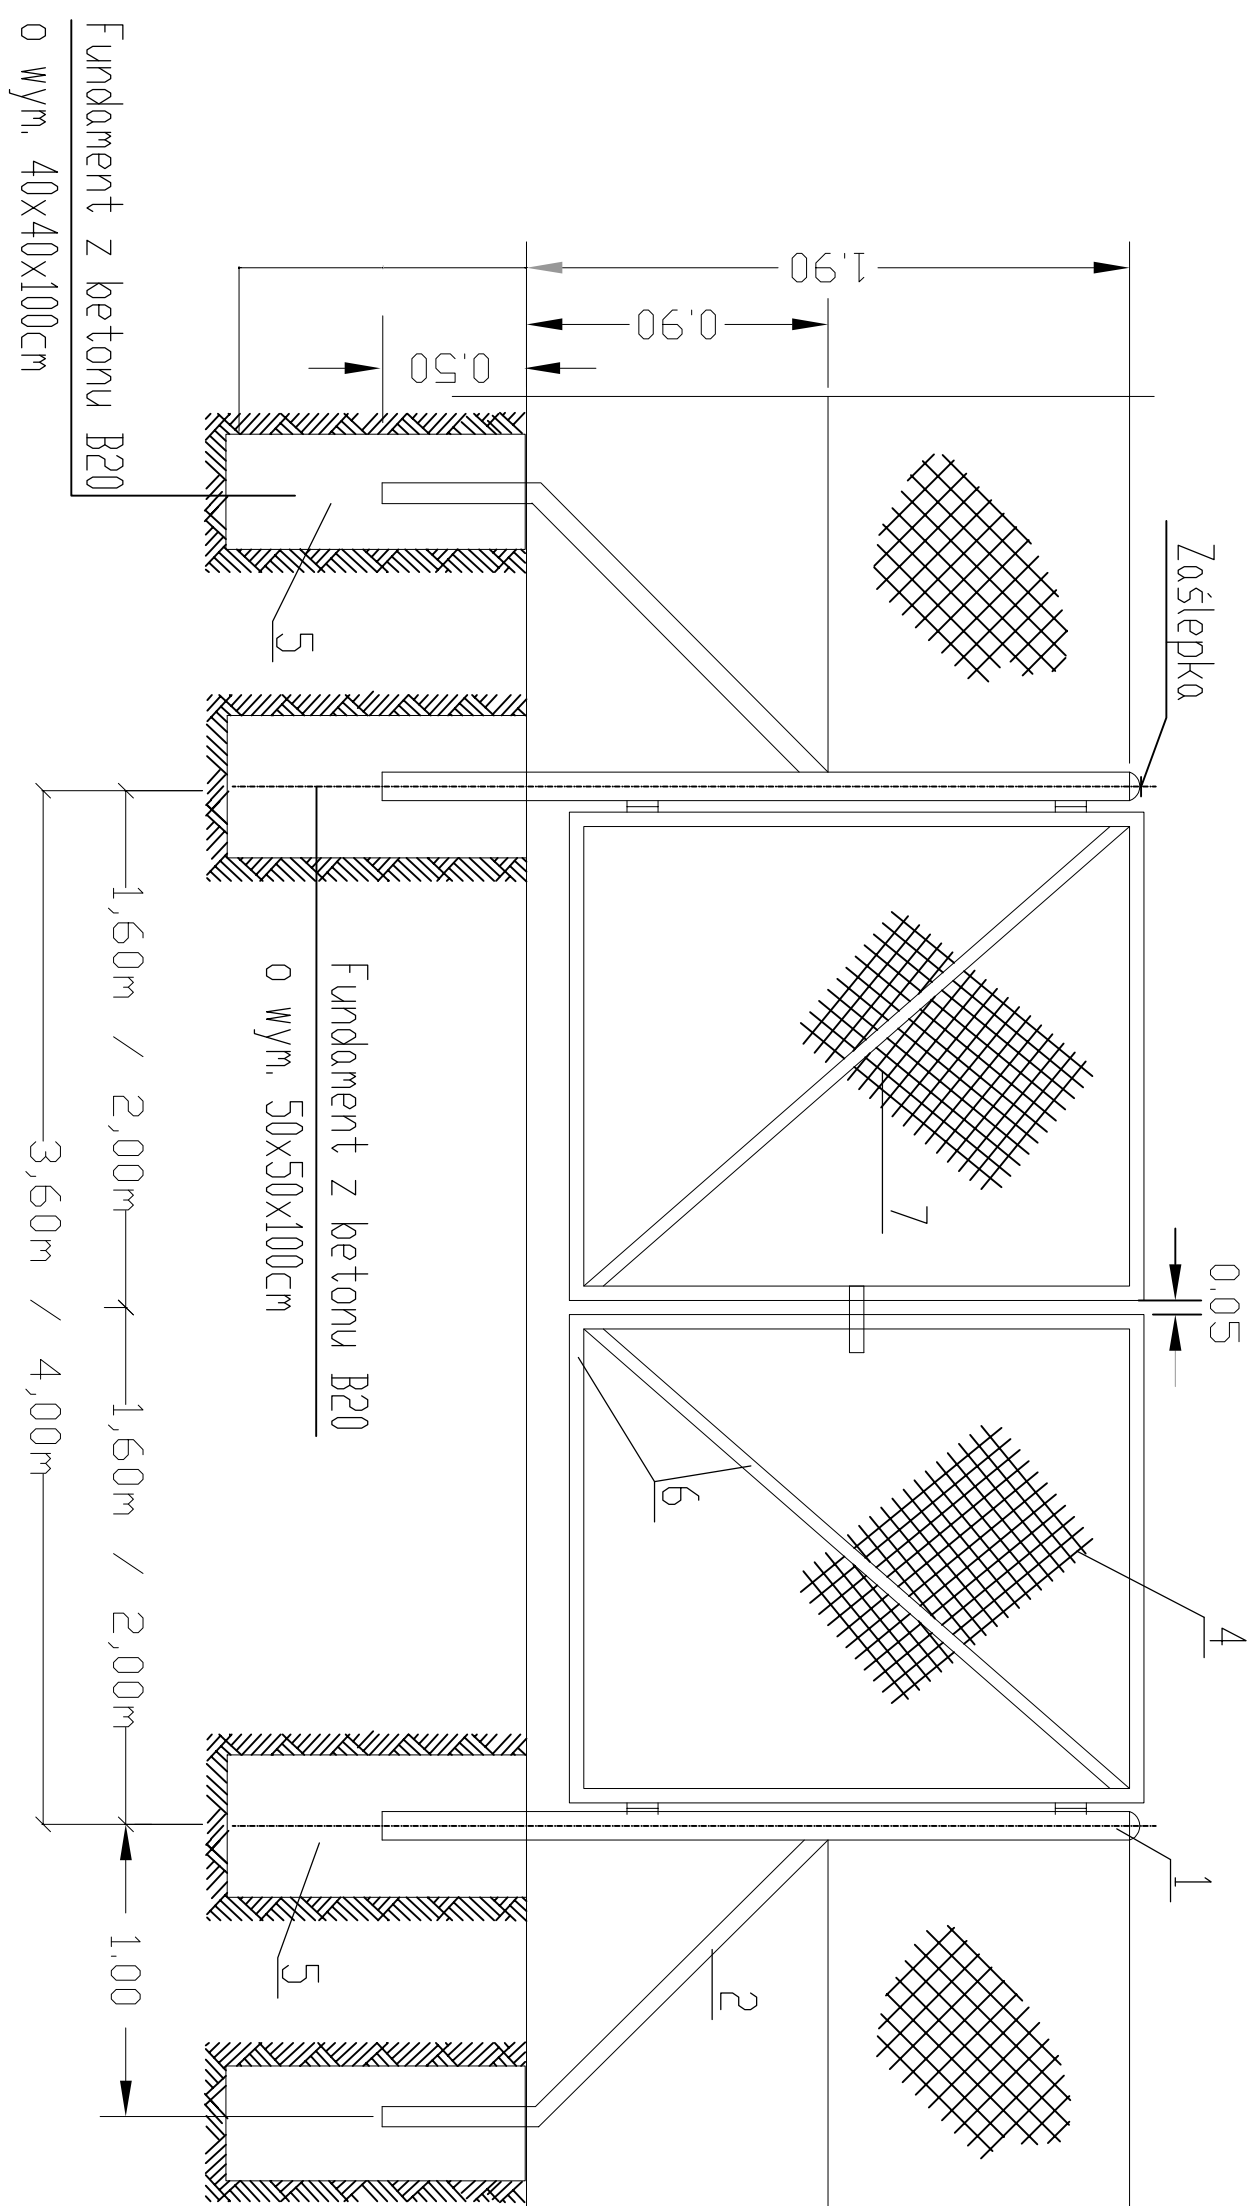 Zaślepka
Fundament z betonu B20
o wym. 40x40x100cm
Fundament z betonu B20
o wym. 50x50x100cm
1.90
0.90
0.50
0.05
5
7
6
4
1
2
5
1,60m / 2,00m
1,60m / 2,00m
1.00
3,60m / 4,00m